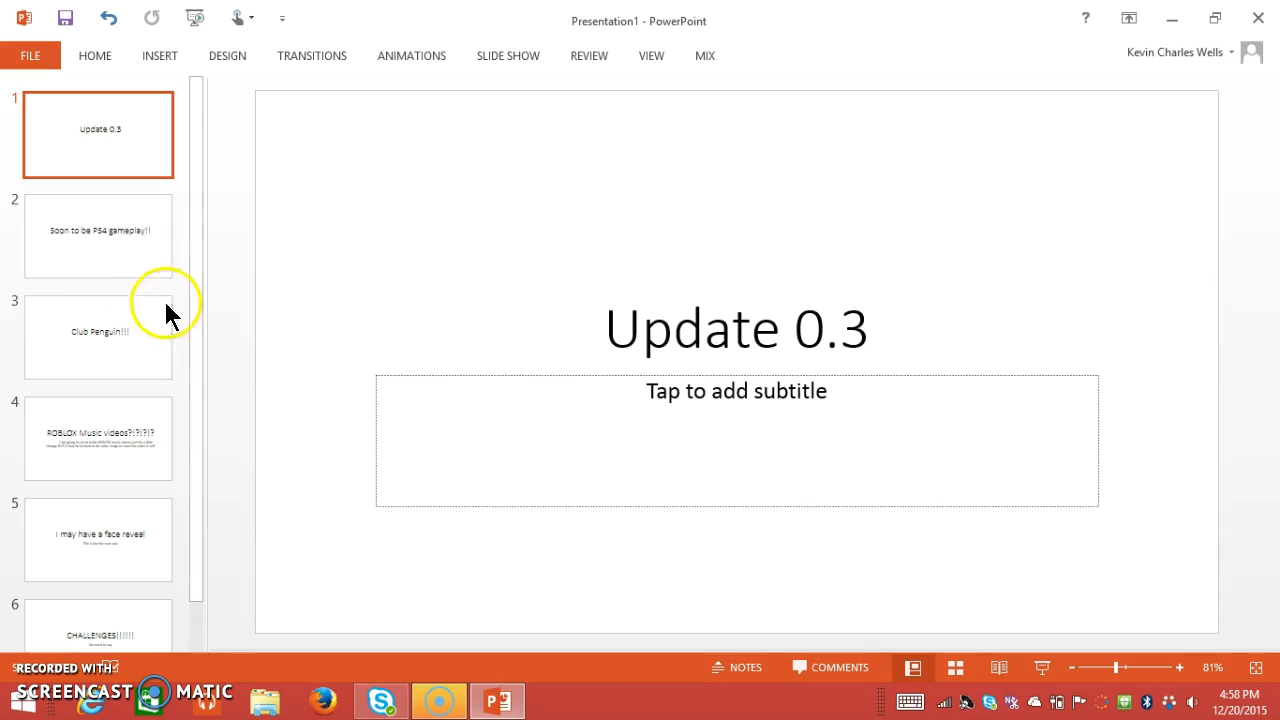 Presentation1 - PowerPoint
?
FILE HOME INSERT DESIGN TRANSITIONS ANIMATIONS SLIDE SHOW REVIEW VIEW MIX
Kevin Charles Wells
1
Update 0.3
2
Soon to be PS4 gameplay!!
3
Club Penguin!!!
4
ROBLOX Music videos?!?!?!?
5
I may have a face reveal
6
CHALLENGES!!!!!!
Update 0.3
Tap to add subtitle
NOTES COMMENTS 81%
RECORDED WITH
SCREENCAST MATIC
4:58 PM
12/20/2015